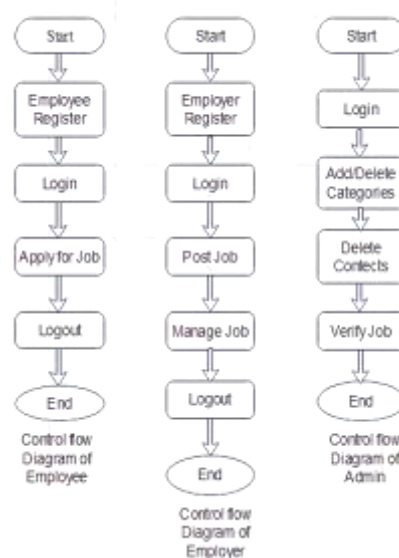 Start
Employee
Register
Login
Apply for Job
Logout
End
Control flow
Diagram of
Employee
Start
Employer
Register
Login
Post Job
Manage Job
Logout
End
Control flow
Diagram of
Employer
Start
Login
Add/Delete
Categories
Delete
Contects
Verify Job
End
Control flow
Diagram of
Admin